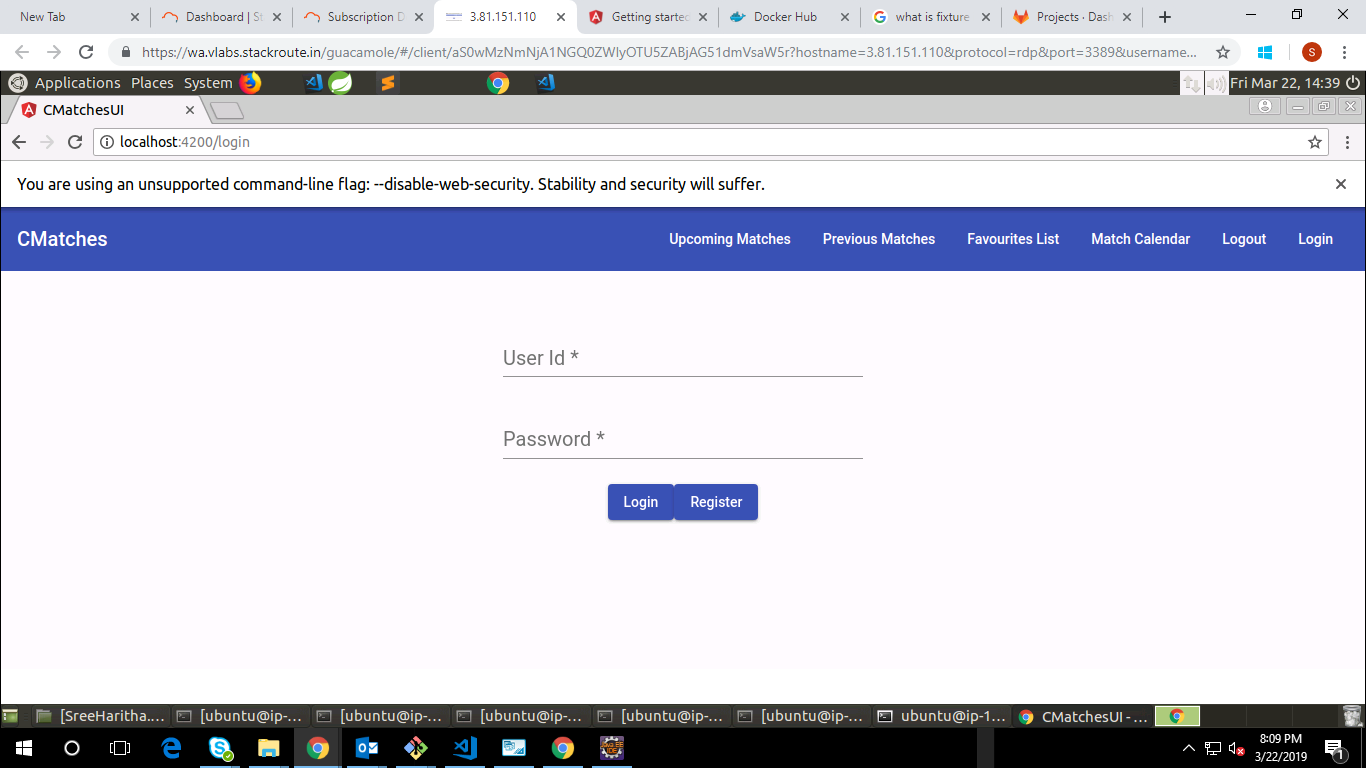 New Tab
Dashboard | St
Subscription D
3.81.151.110
Getting started
Docker Hub
what is fixture
Projects · Dash
https://wa.vlabs.stackroute.in/guacamole/#/client/aS0wMzNmNjA1NGQ0ZWIyOTU5ZABjAG51dmVsaW5r?hostname=3.81.151.110&protocol=rdp&port=3389&username...
S
Applications Places System
Fri Mar 22, 14:39
CMatchesUI
localhost:4200/login
You are using an unsupported command-line flag: --disable-web-security. Stability and security will suffer.
CMatches
Upcoming Matches
Previous Matches
Favourites List
Match Calendar
Logout
Login
User Id *
Password *
Login
Register
[SreeHaritha....
[ubuntu@ip-...
[ubuntu@ip-...
[ubuntu@ip-...
[ubuntu@ip-...
[ubuntu@ip-...
ubuntu@ip-1...
CMatchesUI - ...
8:09 PM
3/22/2019
1